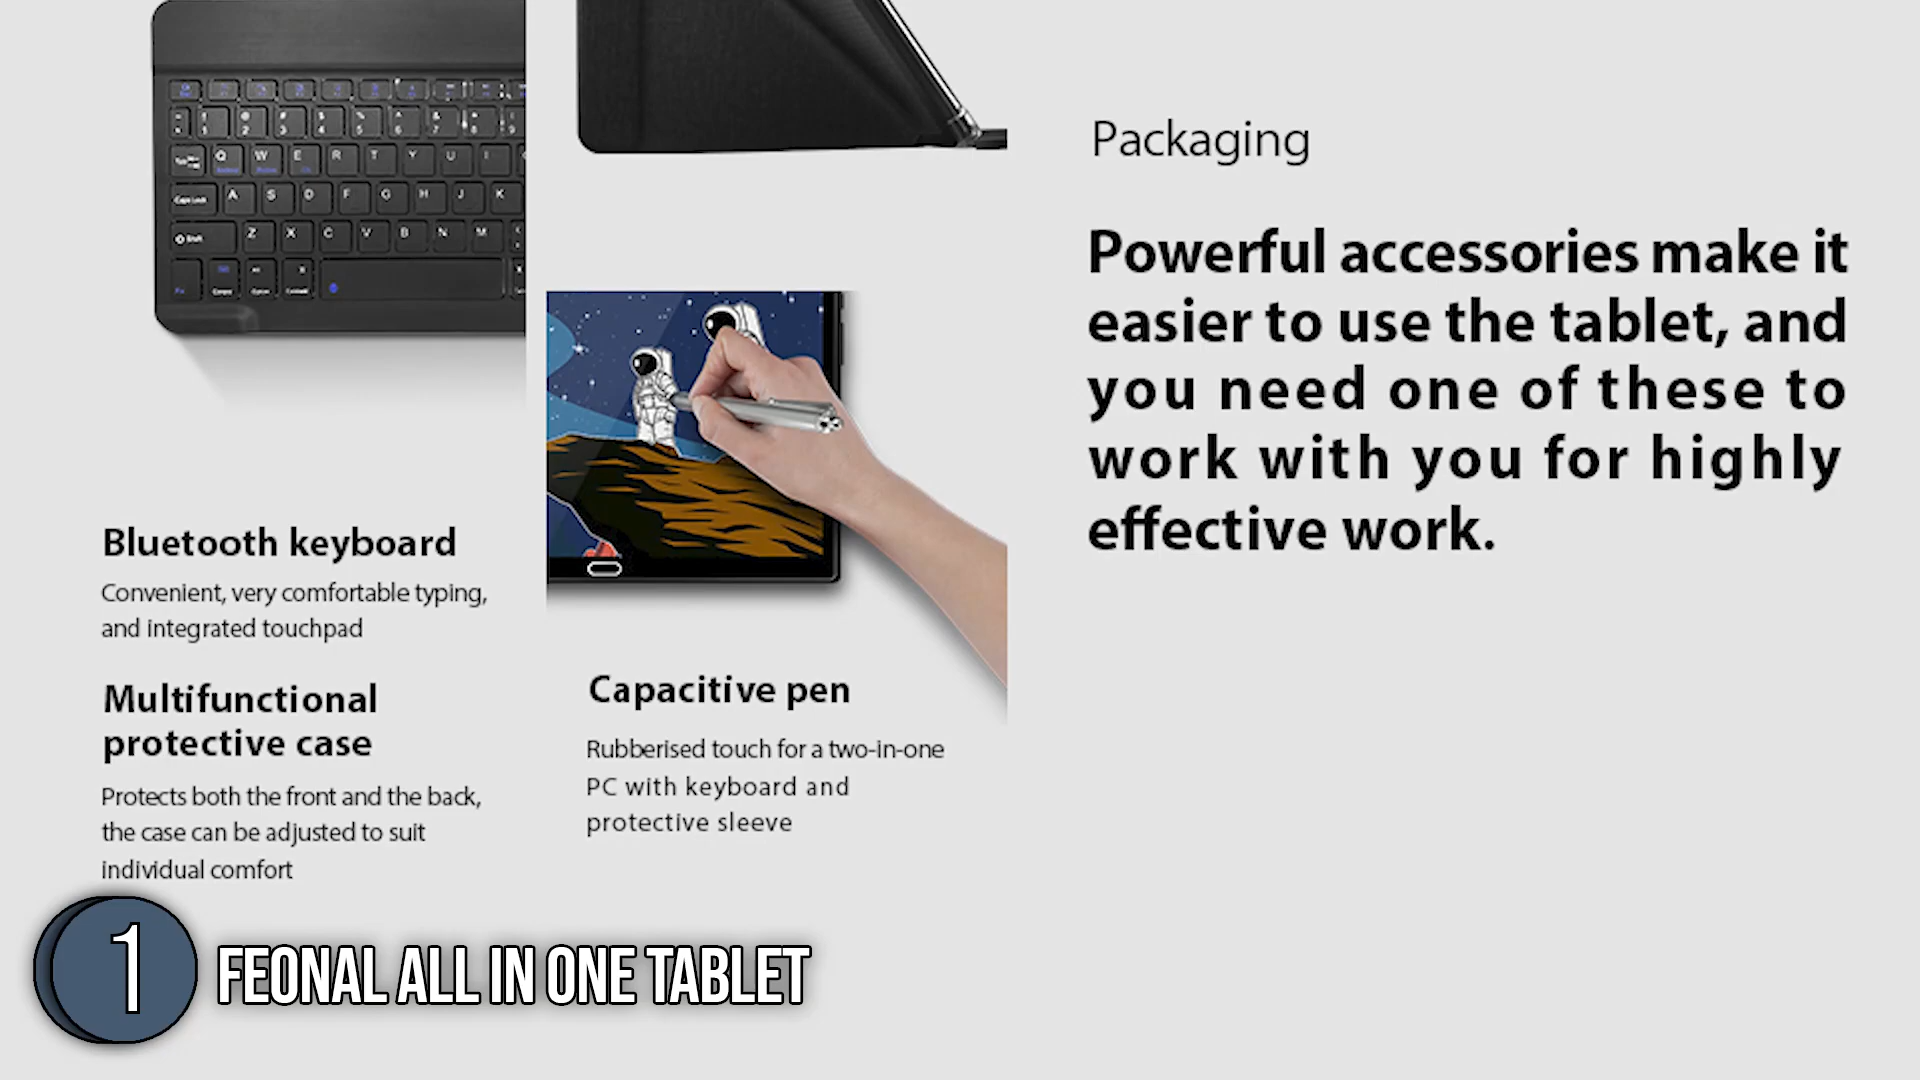 Q W E R T Y U I
A S D F G H J K
Z X C V B N M
Packaging
Powerful accessories make it
easier to use the tablet, and
you need one of these to
work with you for highly
effective work.
Bluetooth keyboard
Convenient, very comfortable typing,
and integrated touchpad
Multifunctional
protective case
Protects both the front and the back,
the case can be adjusted to suit
individual comfort
Capacitive pen
Rubberised touch for a two-in-one
PC with keyboard and
protective sleeve
1
FEONAL ALL IN ONE TABLET